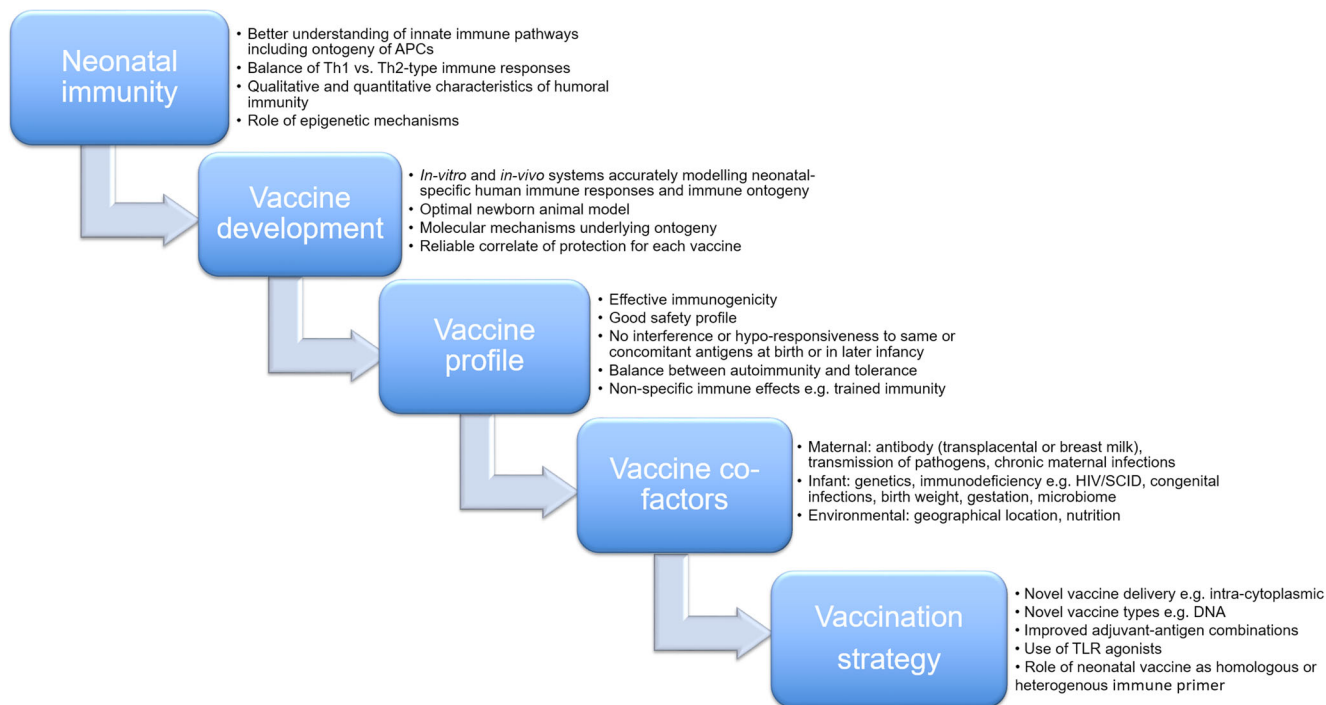 Neonatal
immunity
• Better understanding of innate immune pathways
including ontogeny of APCs
• Balance of Th1 vs. Th2-type immune responses
• Qualitative and quantitative characteristics of humoral
immunity
• Role of epigenetic mechanisms
Vaccine
development
• In-vitro and in-vivo systems accurately modelling neonatal-
specific human immune responses and immune ontogeny
• Optimal newborn animal model
• Molecular mechanisms underlying ontogeny
• Reliable correlate of protection for each vaccine
Vaccine
profile
• Effective immunogenicity
• Good safety profile
• No interference or hypo-responsiveness to same or
concomitant antigens at birth or in later infancy
• Balance between autoimmunity and tolerance
• Non-specific immune effects e.g. trained immunity
Vaccine co-
factors
• Maternal: antibody (transplacental or breast milk),
transmission of pathogens, chronic maternal infections
• Infant: genetics, immunodeficiency e.g. HIV/SCID, congenital
infections, birth weight, gestation, microbiome
• Environmental: geographical location, nutrition
Vaccination
strategy
• Novel vaccine delivery e.g. intra-cytoplasmic
• Novel vaccine types e.g. DNA
• Improved adjuvant-antigen combinations
• Use of TLR agonists
• Role of neonatal vaccine as homologous or
heterogenous immune primer